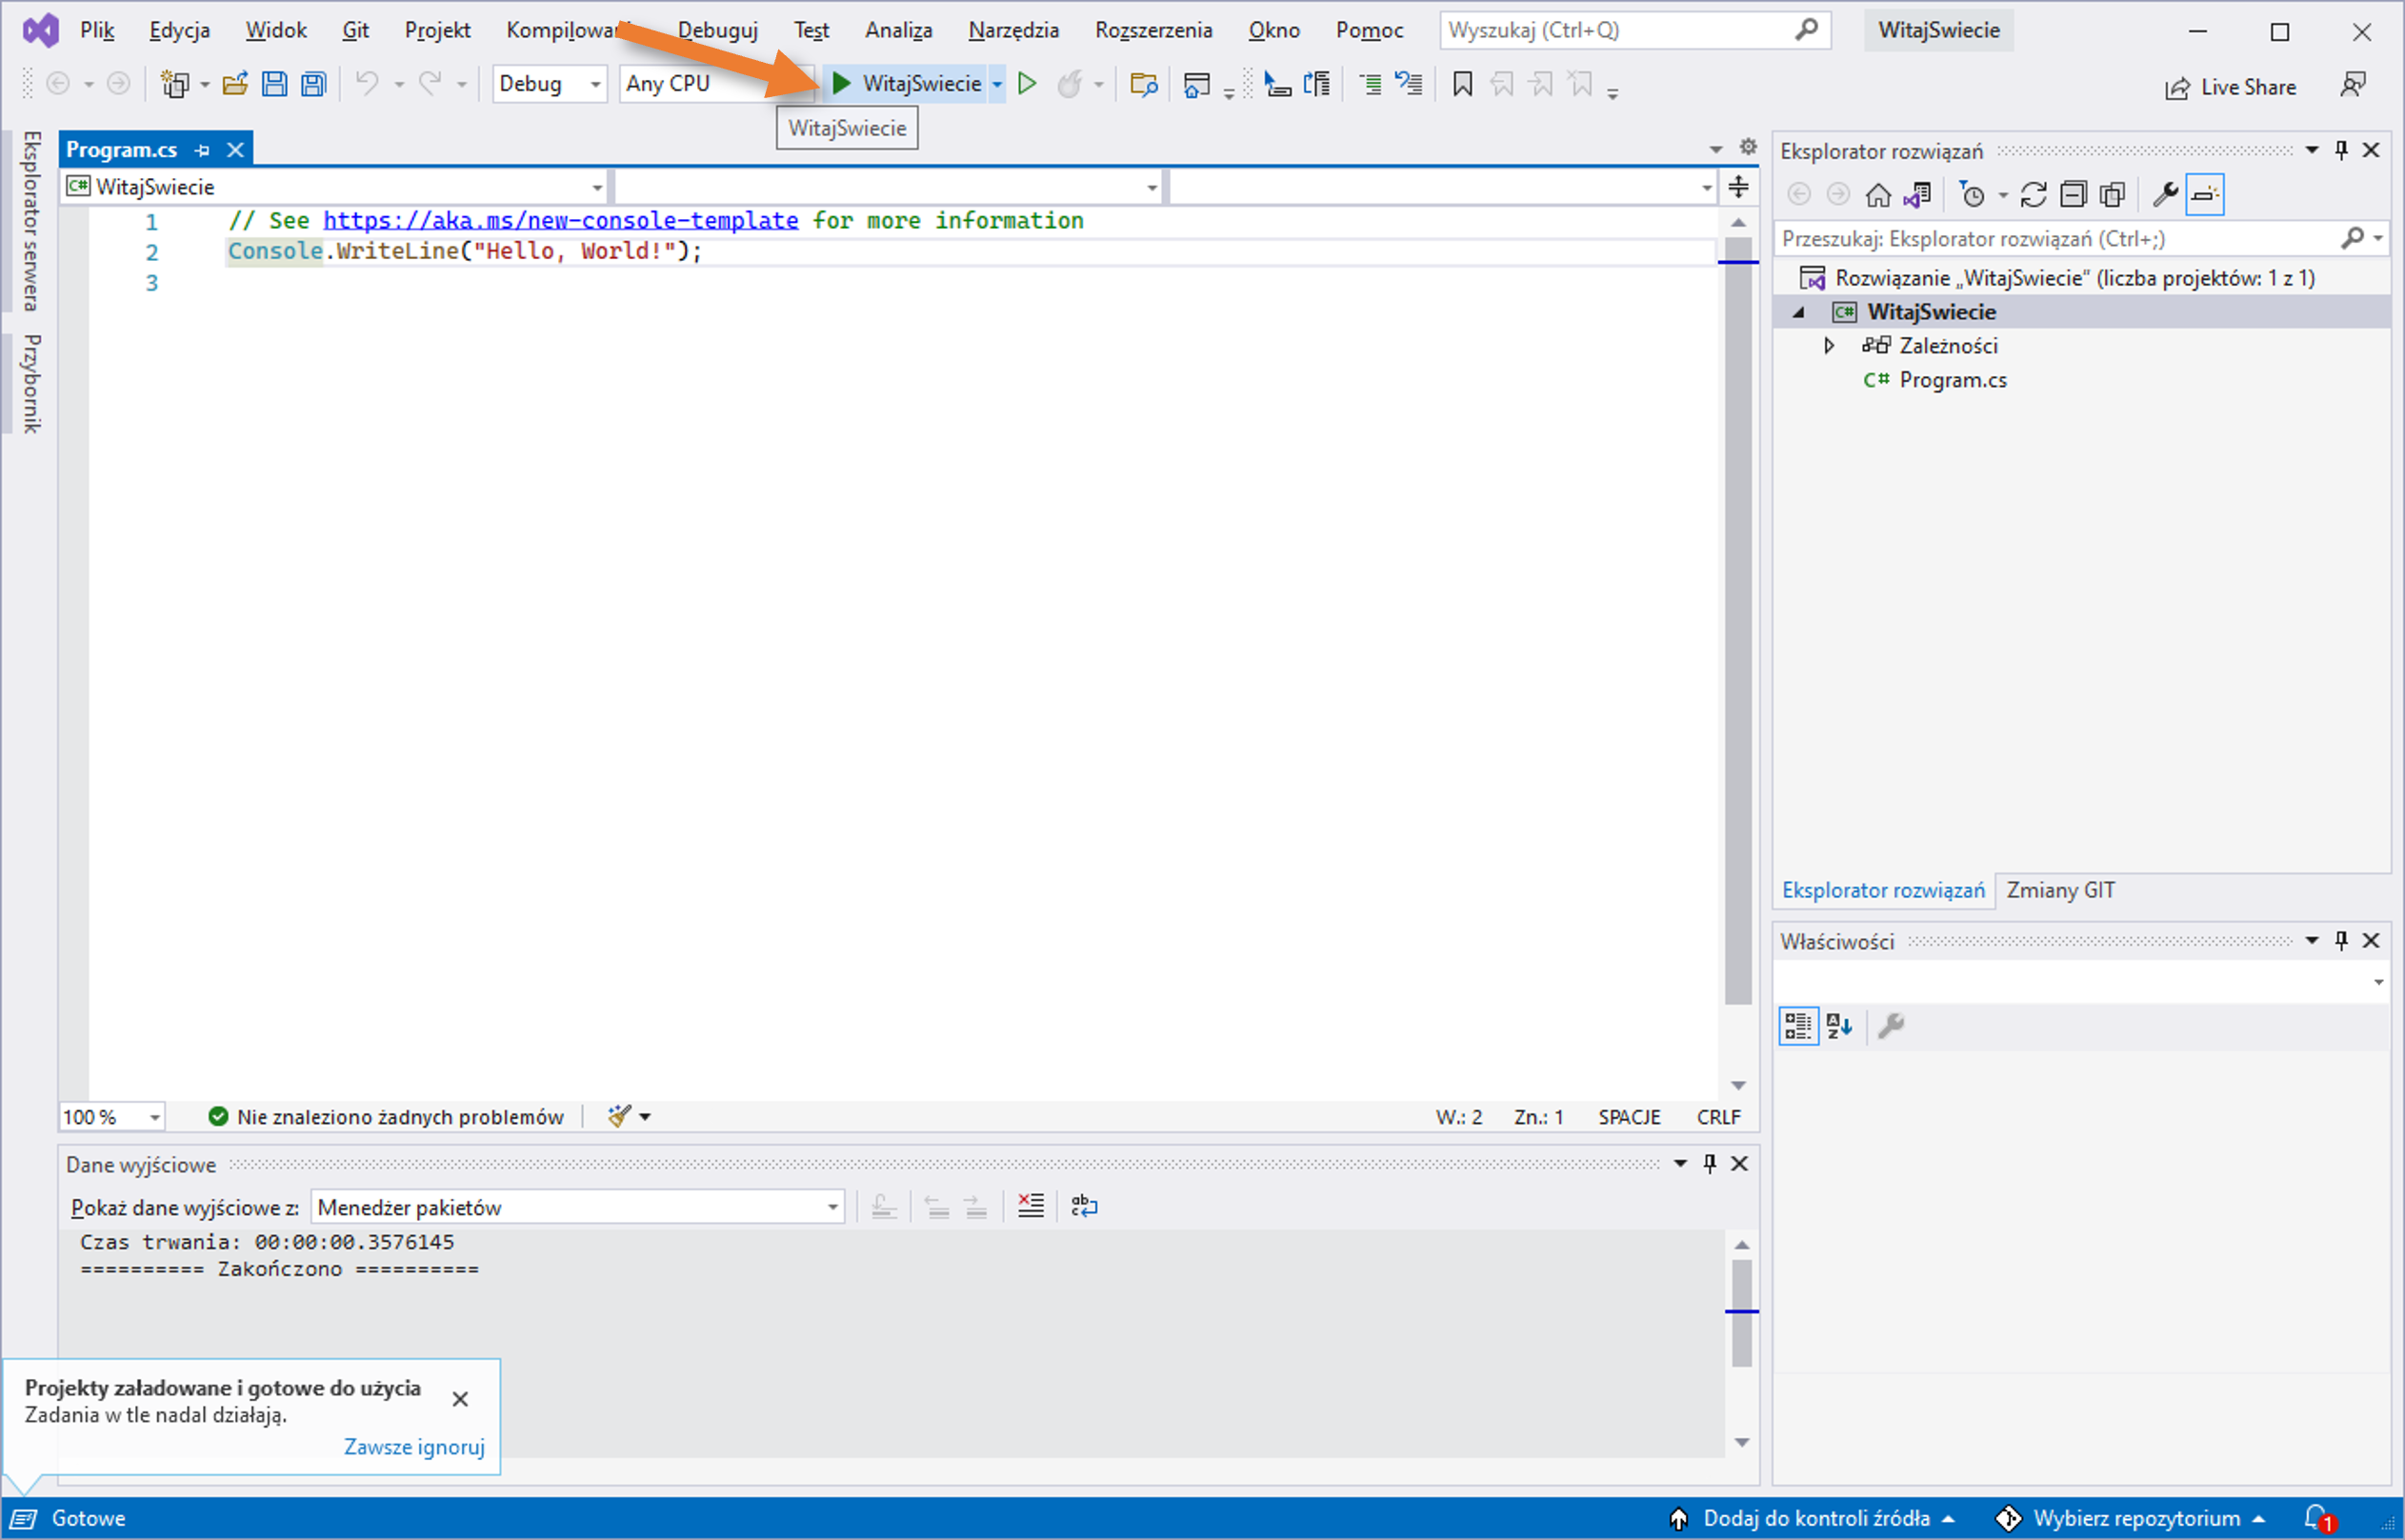 Plik Edycja Widok Git Projekt Debuguj Test Analiza Narzędzia Rozszerzenia Okno Pomoc Wyszukaj (Ctrl+Q) WitajSwiecie
Debug Any CPU WitajSwiecie Live Share
WitajSwiecie
Eksplorator serwera
Przybornik
Program.cs
WitajSwiecie
1 // See https://aka.ms/new-console-template for more information
2 Console.WriteLine("Hello, World!");
3
100 % Nie znaleziono żadnych problemów W.: 2 Zn.: 1 SPACJE CRLF
Dane wyjściowe
Pokaż dane wyjściowe z: Menedżer pakietów
Czas trwania: 00:00:00.3576145
========== Zakończono ==========
Eksplorator rozwiązań
Przeszukaj: Eksplorator rozwiązań (Ctrl+;)
Rozwiązanie „WitajSwiecie” (liczba projektów: 1 z 1)
C# WitajSwiecie
Zależności
C# Program.cs
Eksplorator rozwiązań Zmiany GIT
Właściwości
Projekty załadowane i gotowe do użycia
Zadania w tle nadal działają.
Zawsze ignoruj
Gotowe Dodaj do kontroli źródła Wybierz repozytorium 1